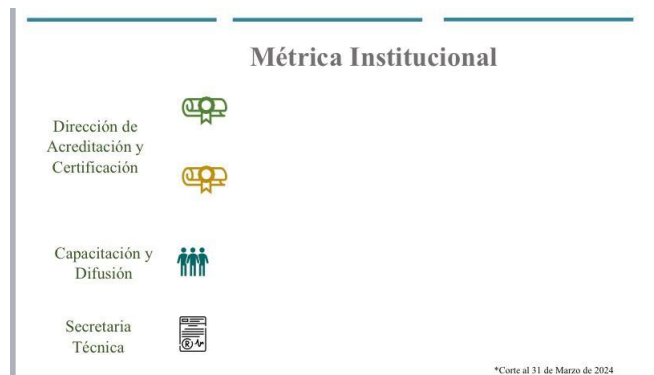 Métrica Institucional
Dirección de
Acreditación y
Certificación
Capacitación y
Difusión
Secretaria
Técnica
*Corte al 31 de Marzo de 2024